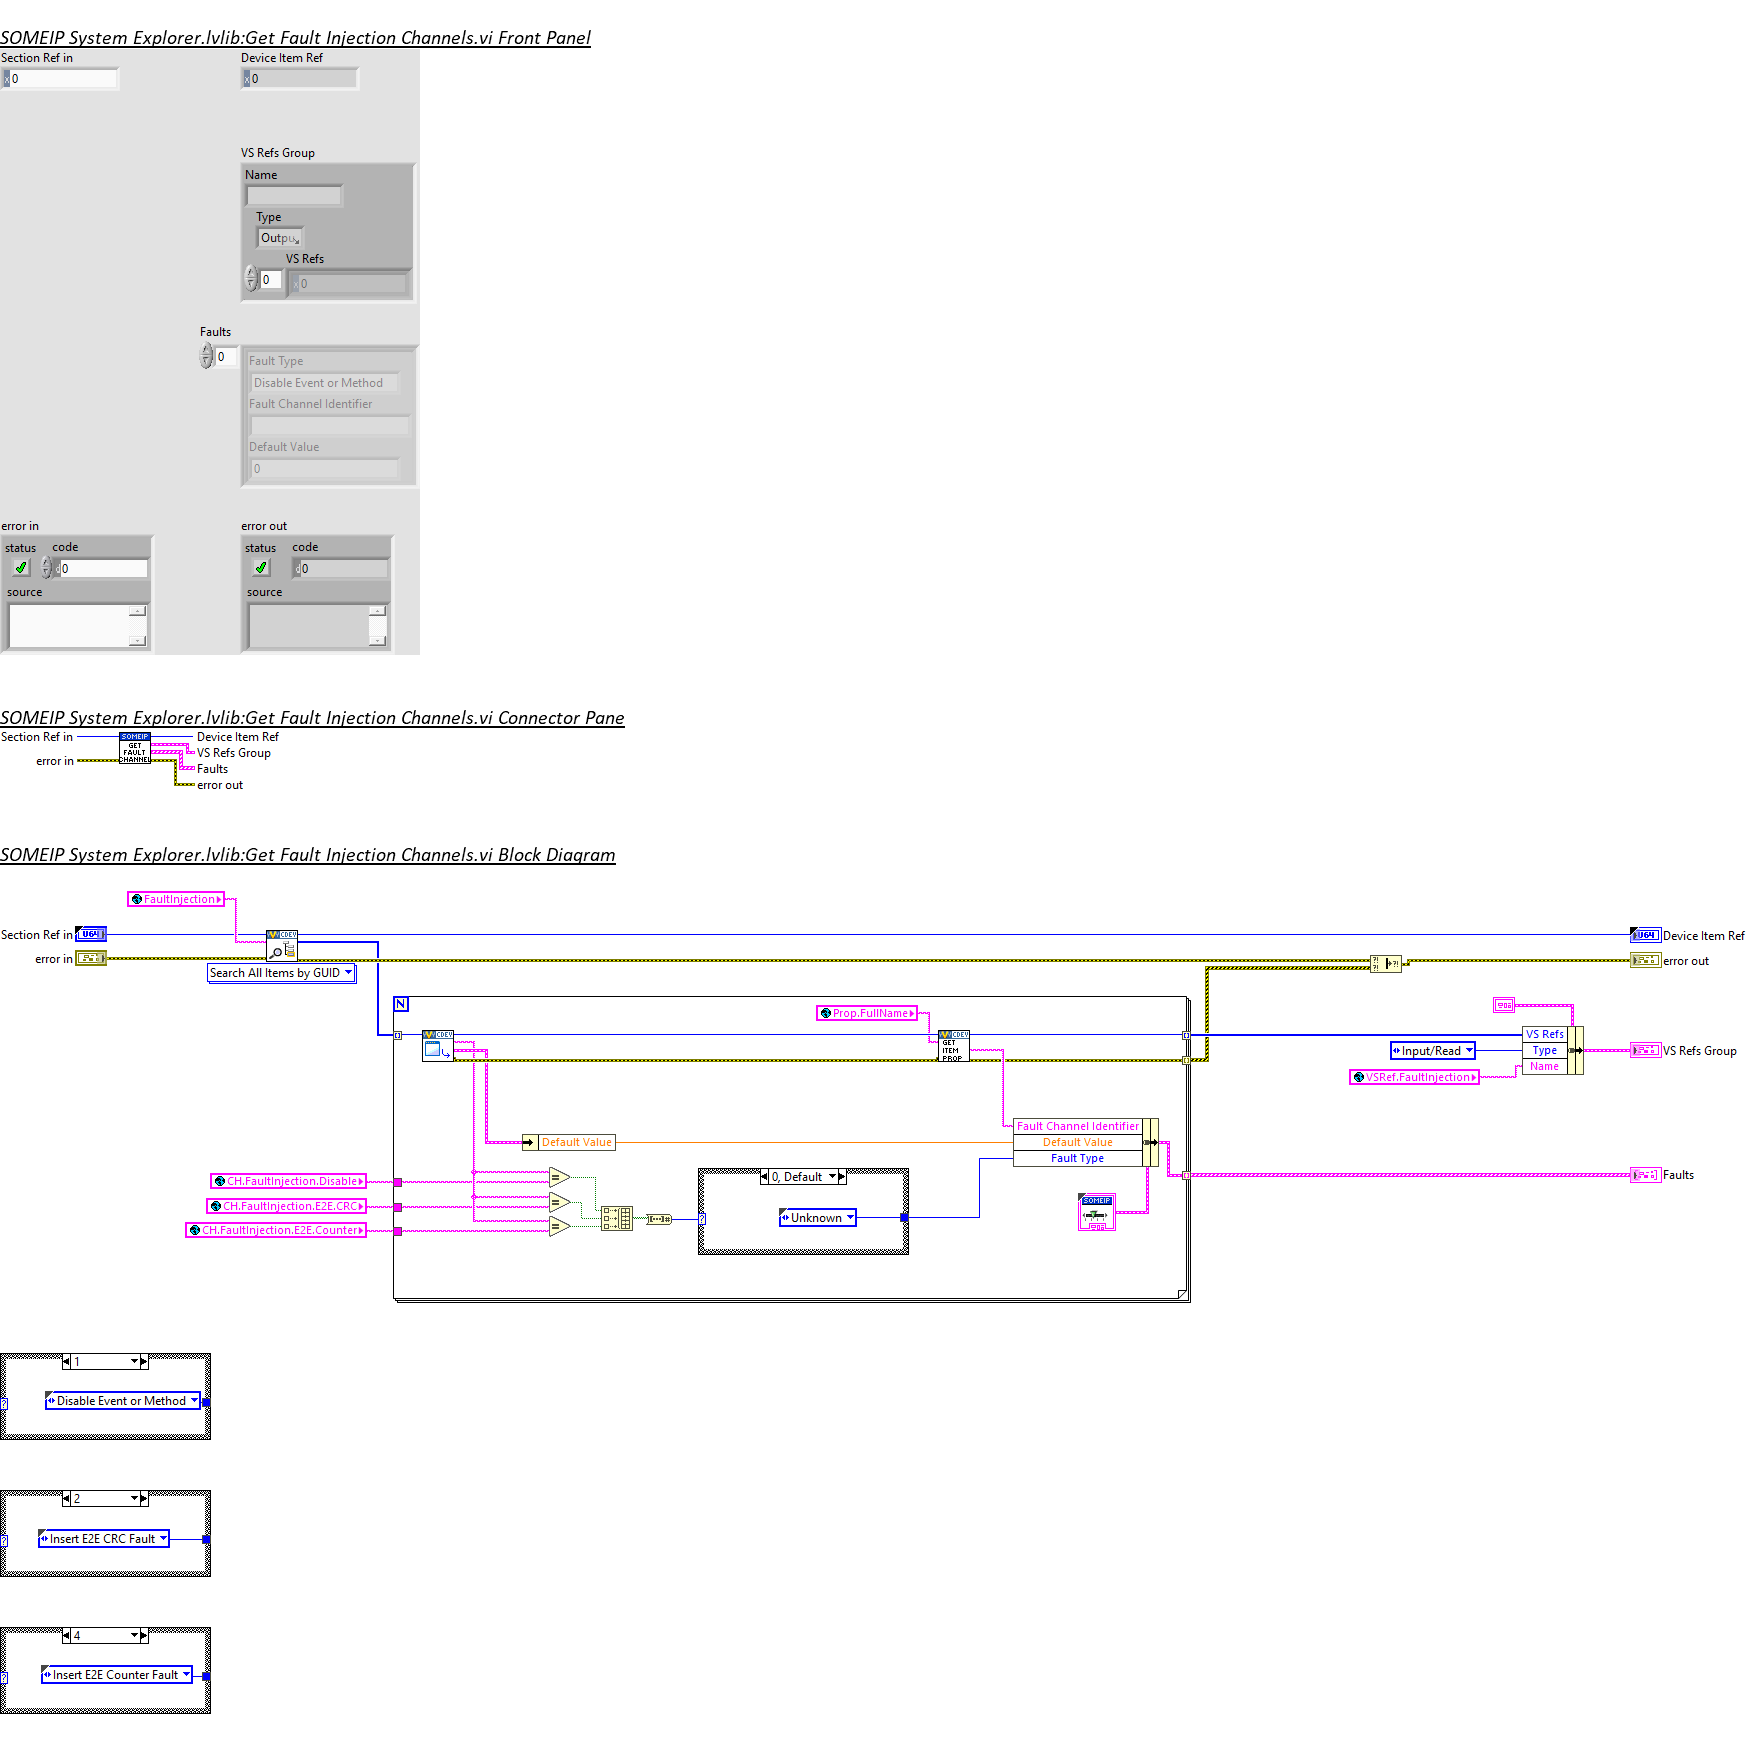 SOMEIP System Explorer.lvlib:Get Fault Injection Channels.vi Front Panel
Section Ref in
Device Item Ref
x 0
x 0
VS Refs Group
Name
Type
Outpu
VS Refs
0
x 0
Faults
0
Fault Type
Disable Event or Method
Fault Channel Identifier
Default Value
0
error in
error out
status code
status code
d 0
d 0
source
source
SOMEIP System Explorer.lvlib:Get Fault Injection Channels.vi Connector Pane
Section Ref in
SOMEIP
GET
FAULT
CHANNEL
Device Item Ref
VS Refs Group
error in
Faults
error out
SOMEIP System Explorer.lvlib:Get Fault Injection Channels.vi Block Diagram
FaultInjection
Section Ref in
U64
CDEV
U64
Device Item Ref
error in
error out
Search All Items by GUID
N
Prop.FullName
CDEV
CDEV
GET
ITEM
PROP
VS Refs
Input/Read
Type
VS Refs Group
VSRef.FaultInjection
Name
Fault Channel Identifier
Default Value
Default Value
Fault Type
CH.FaultInjection.Disable
0, Default
Faults
CH.FaultInjection.E2E.CRC
Unknown
SOMEIP
CH.FaultInjection.E2E.Counter
1
Disable Event or Method
2
Insert E2E CRC Fault
4
Insert E2E Counter Fault